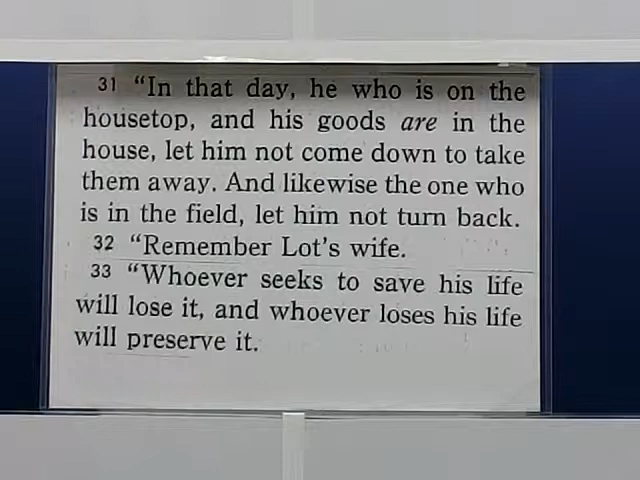 31 “In that day, he who is on the
housetop, and his goods are in the
house, let him not come down to take
them away. And likewise the one who
is in the field, let him not turn back.
32 “Remember Lot’s wife.
33 “Whoever seeks to save his life
will lose it, and whoever loses his life
will preserve it.